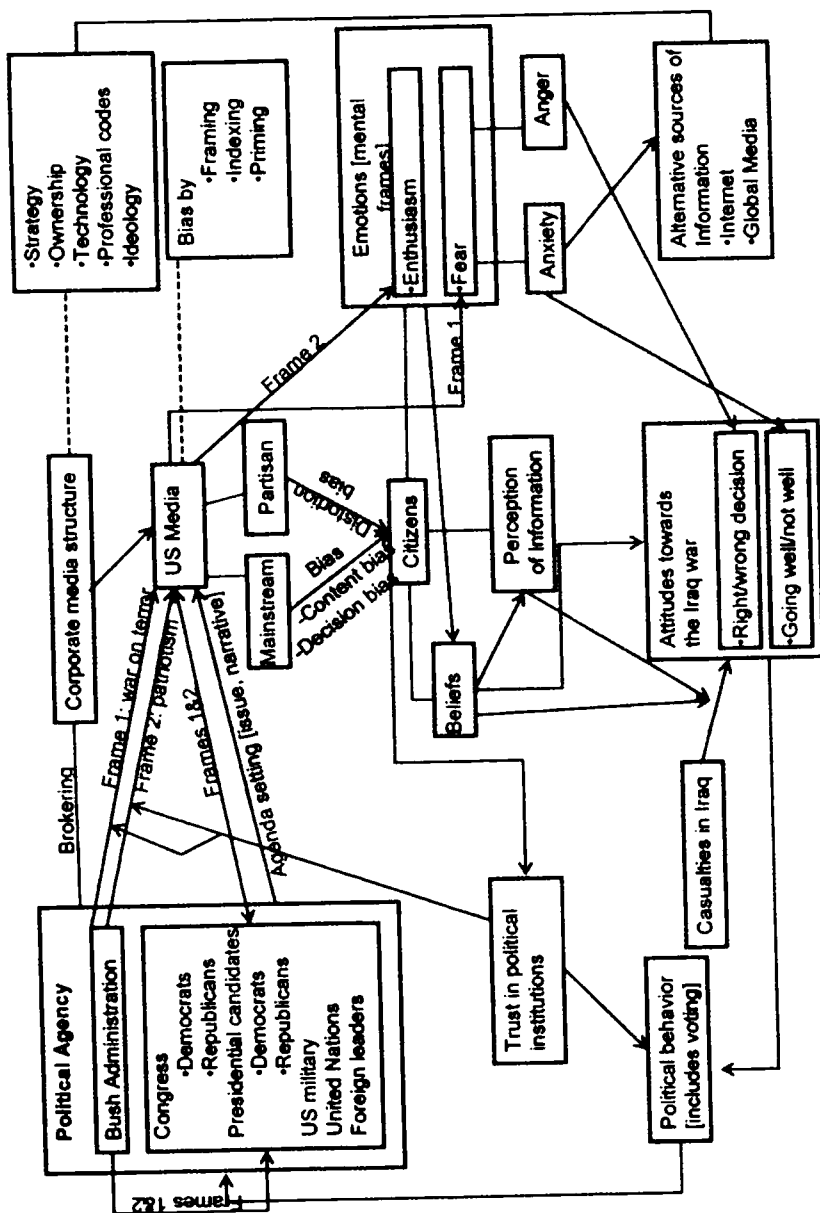 Political Agency
Bush Administration
Congress
•Democrats
•Republicans
Presidential candidates
•Democrats
•Republicans
US military
United Nations
Foreign leaders
Frames 1&2
Brokering
Corporate media structure
•Strategy
•Ownership
•Technology
•Professional codes
•Ideology
Frame 1: war on terror
Frame 2: patriotism
Frames 1&2
Agenda setting [issue, narrative]
US Media
Bias by
•Framing
•Indexing
•Priming
Mainstream
Partisan
Bias
-Content bias
-Decision bias
Distortion
bias
Frame 2
Frame 1
Emotions [mental
frames]
•Enthusiasm
•Fear
Citizens
Beliefs
Perception
of Information
Anxiety
Anger
Trust in political
institutions
Political behavior
[includes voting]
Casualties in Iraq
Attitudes towards
the Iraq war
•Right/wrong decision
•Going well/not well
Alternative sources of
Information
•Internet
•Global Media